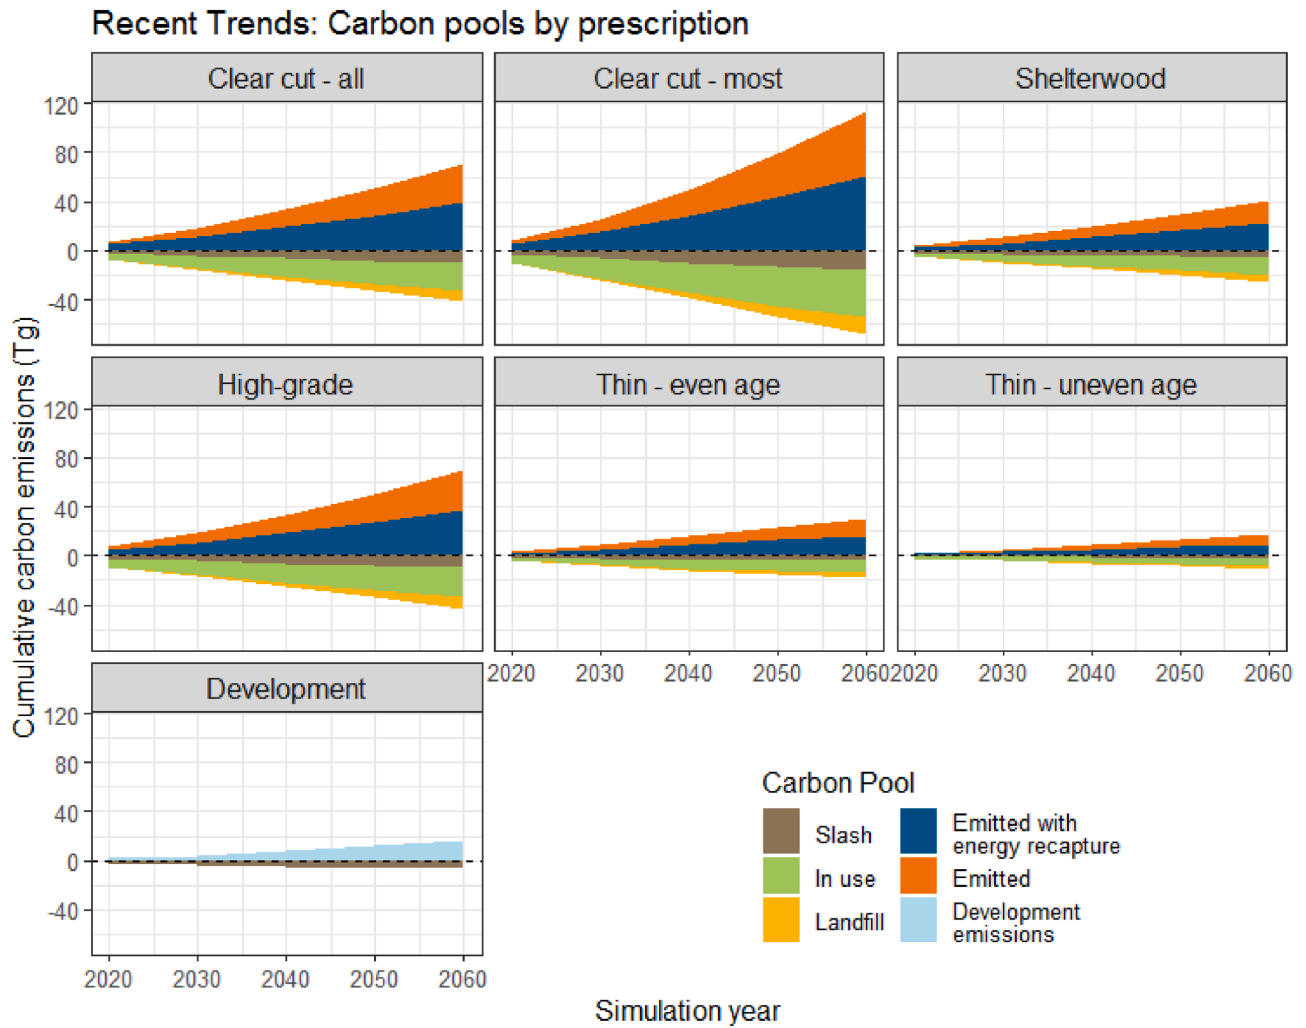 Recent Trends: Carbon pools by prescription
Clear cut - all
Clear cut - most
Shelterwood
120
80
40
0
-40
High-grade
Thin - even age
Thin - uneven age
120
80
40
0
-40
2020 2030 2040 2050 2060
2020 2030 2040 2050 2060
Development
120
80
40
0
-40
2020 2030 2040 2050 2060
Cumulative carbon emissions (Tg)
Simulation year
Carbon Pool
Slash
In use
Landfill
Emitted with
energy recapture
Emitted
Development
emissions